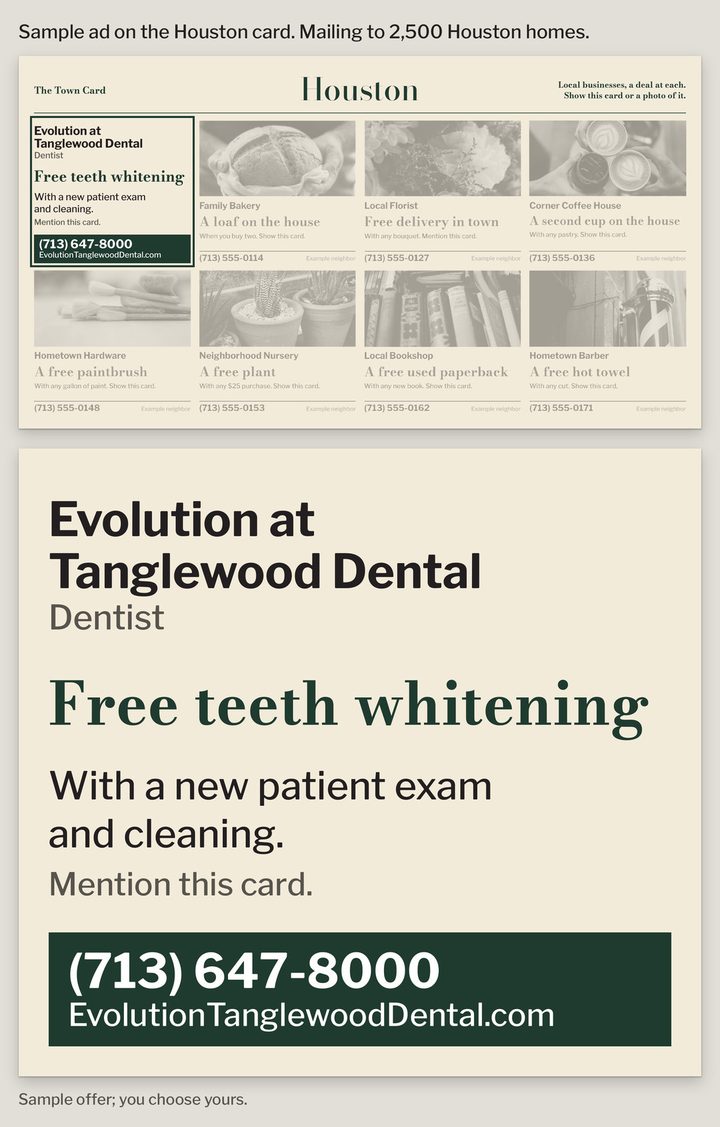 Sample ad on the Houston card. Mailing to 2,500 Houston homes.
The Town Card
Houston
Local businesses, a deal at each.
Show this card or a photo of it.
Evolution at
Tanglewood Dental
Dentist
Free teeth whitening
With a new patient exam
and cleaning.
Mention this card.
(713) 647-8000
EvolutionTanglewoodDental.com
Family Bakery
A loaf on the house
When you buy two. Show this card.
(713) 555-0114
Example neighbor
Local Florist
Free delivery in town
With any bouquet. Mention this card.
(713) 555-0127
Example neighbor
Corner Coffee House
A second cup on the house
With any pastry. Show this card.
(713) 555-0136
Example neighbor
Hometown Hardware
A free paintbrush
With any gallon of paint. Show this card.
(713) 555-0148
Example neighbor
Neighborhood Nursery
A free plant
With any $25 purchase. Show this card.
(713) 555-0153
Example neighbor
Local Bookshop
A free used paperback
With any new book. Show this card.
(713) 555-0162
Example neighbor
Hometown Barber
A free hot towel
With any cut. Show this card.
(713) 555-0171
Example neighbor
Evolution at
Tanglewood Dental
Dentist
Free teeth whitening
With a new patient exam
and cleaning.
Mention this card.
(713) 647-8000
EvolutionTanglewoodDental.com
Sample offer; you choose yours.